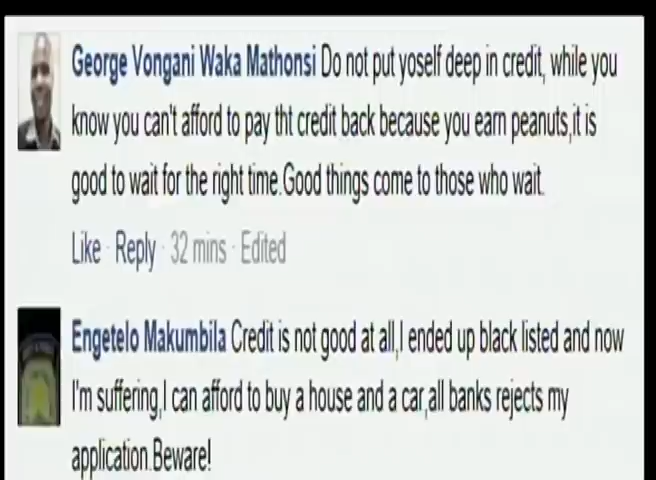 George Vongani Waka Mathonsi Do not put yoself deep in credit, while you
know you can't afford to pay tht credit back because you earn peanuts,it is
good to wait for the right time.Good things come to those who wait.
Like · Reply · 32 mins · Edited
Engetelo Makumbila Credit is not good at all,I ended up black listed and now
I'm suffering,I can afford to buy a house and a car,all banks rejects my
application.Beware!